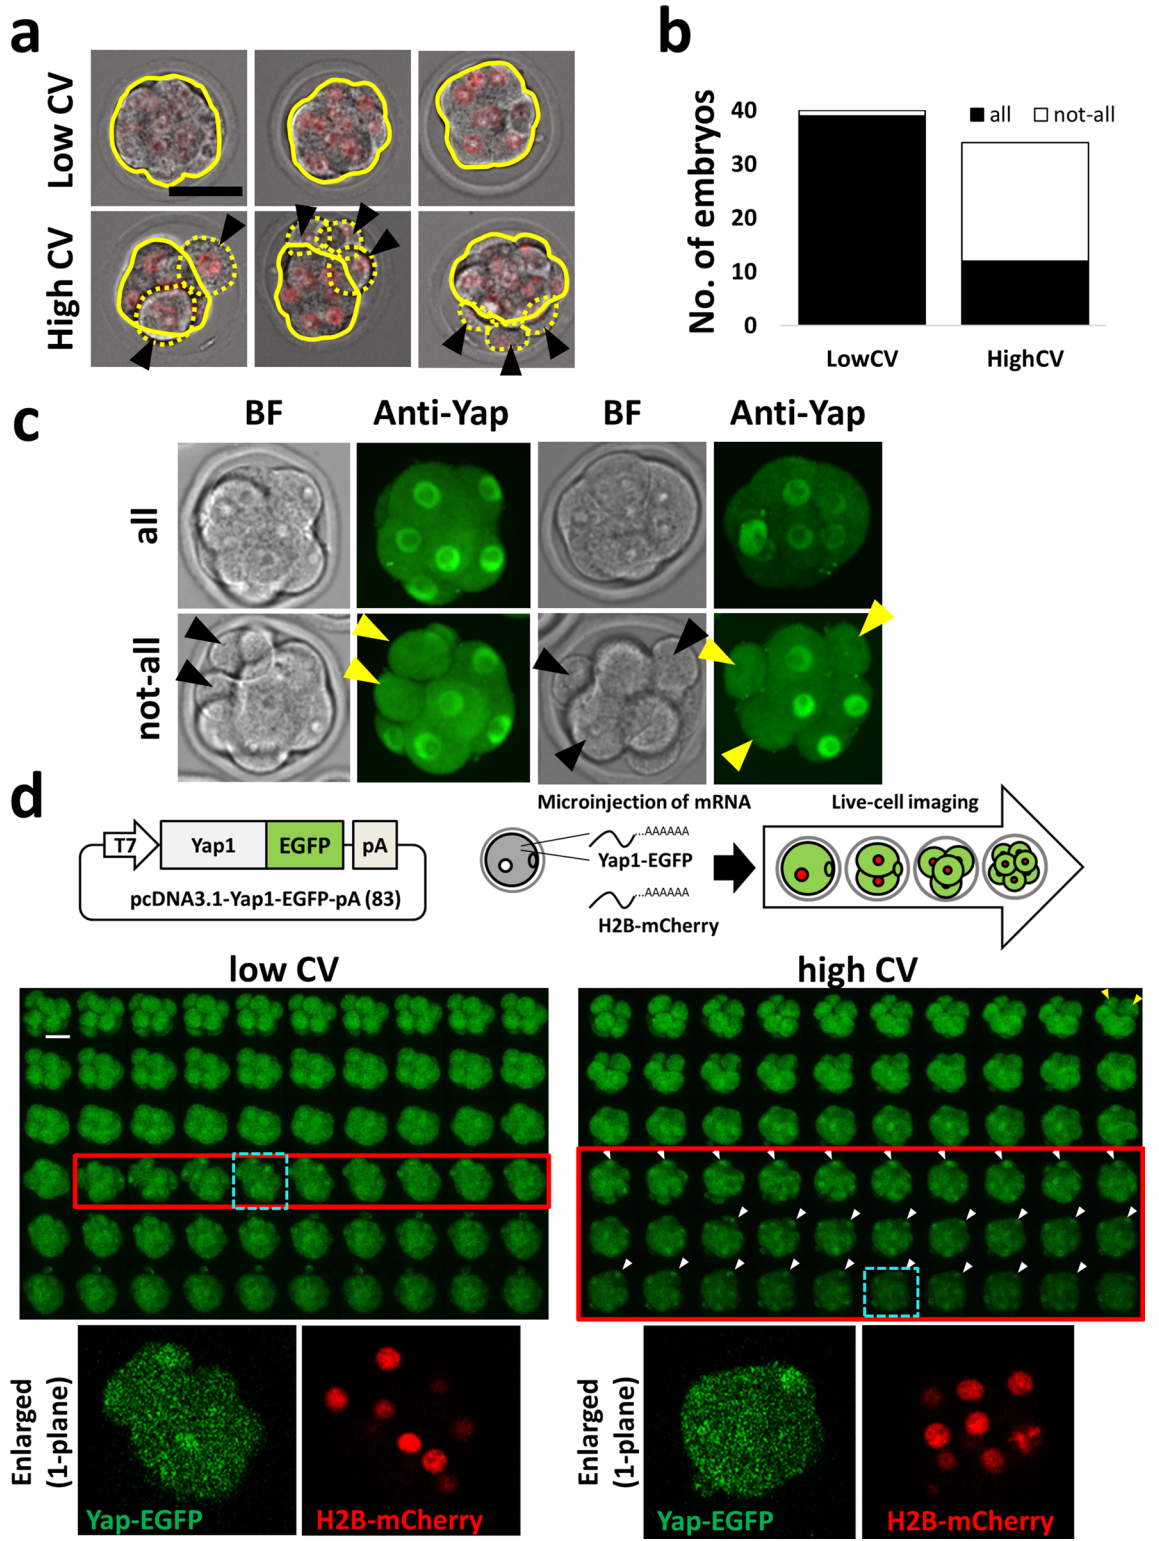 a
Low CV
High CV
b
No. of embryos
40
30
20
10
0
all
not-all
LowCV
HighCV
c
BF
Anti-Yap
BF
Anti-Yap
all
not-all
d
T7
Yap1
EGFP
pA
pcDNA3.1-Yap1-EGFP-pA (83)
Microinjection of mRNA
...AAAAAA
Yap1-EGFP
...AAAAAA
H2B-mCherry
Live-cell imaging
low CV
high CV
Enlarged
(1-plane)
Yap-EGFP
H2B-mCherry
Enlarged
(1-plane)
Yap-EGFP
H2B-mCherry